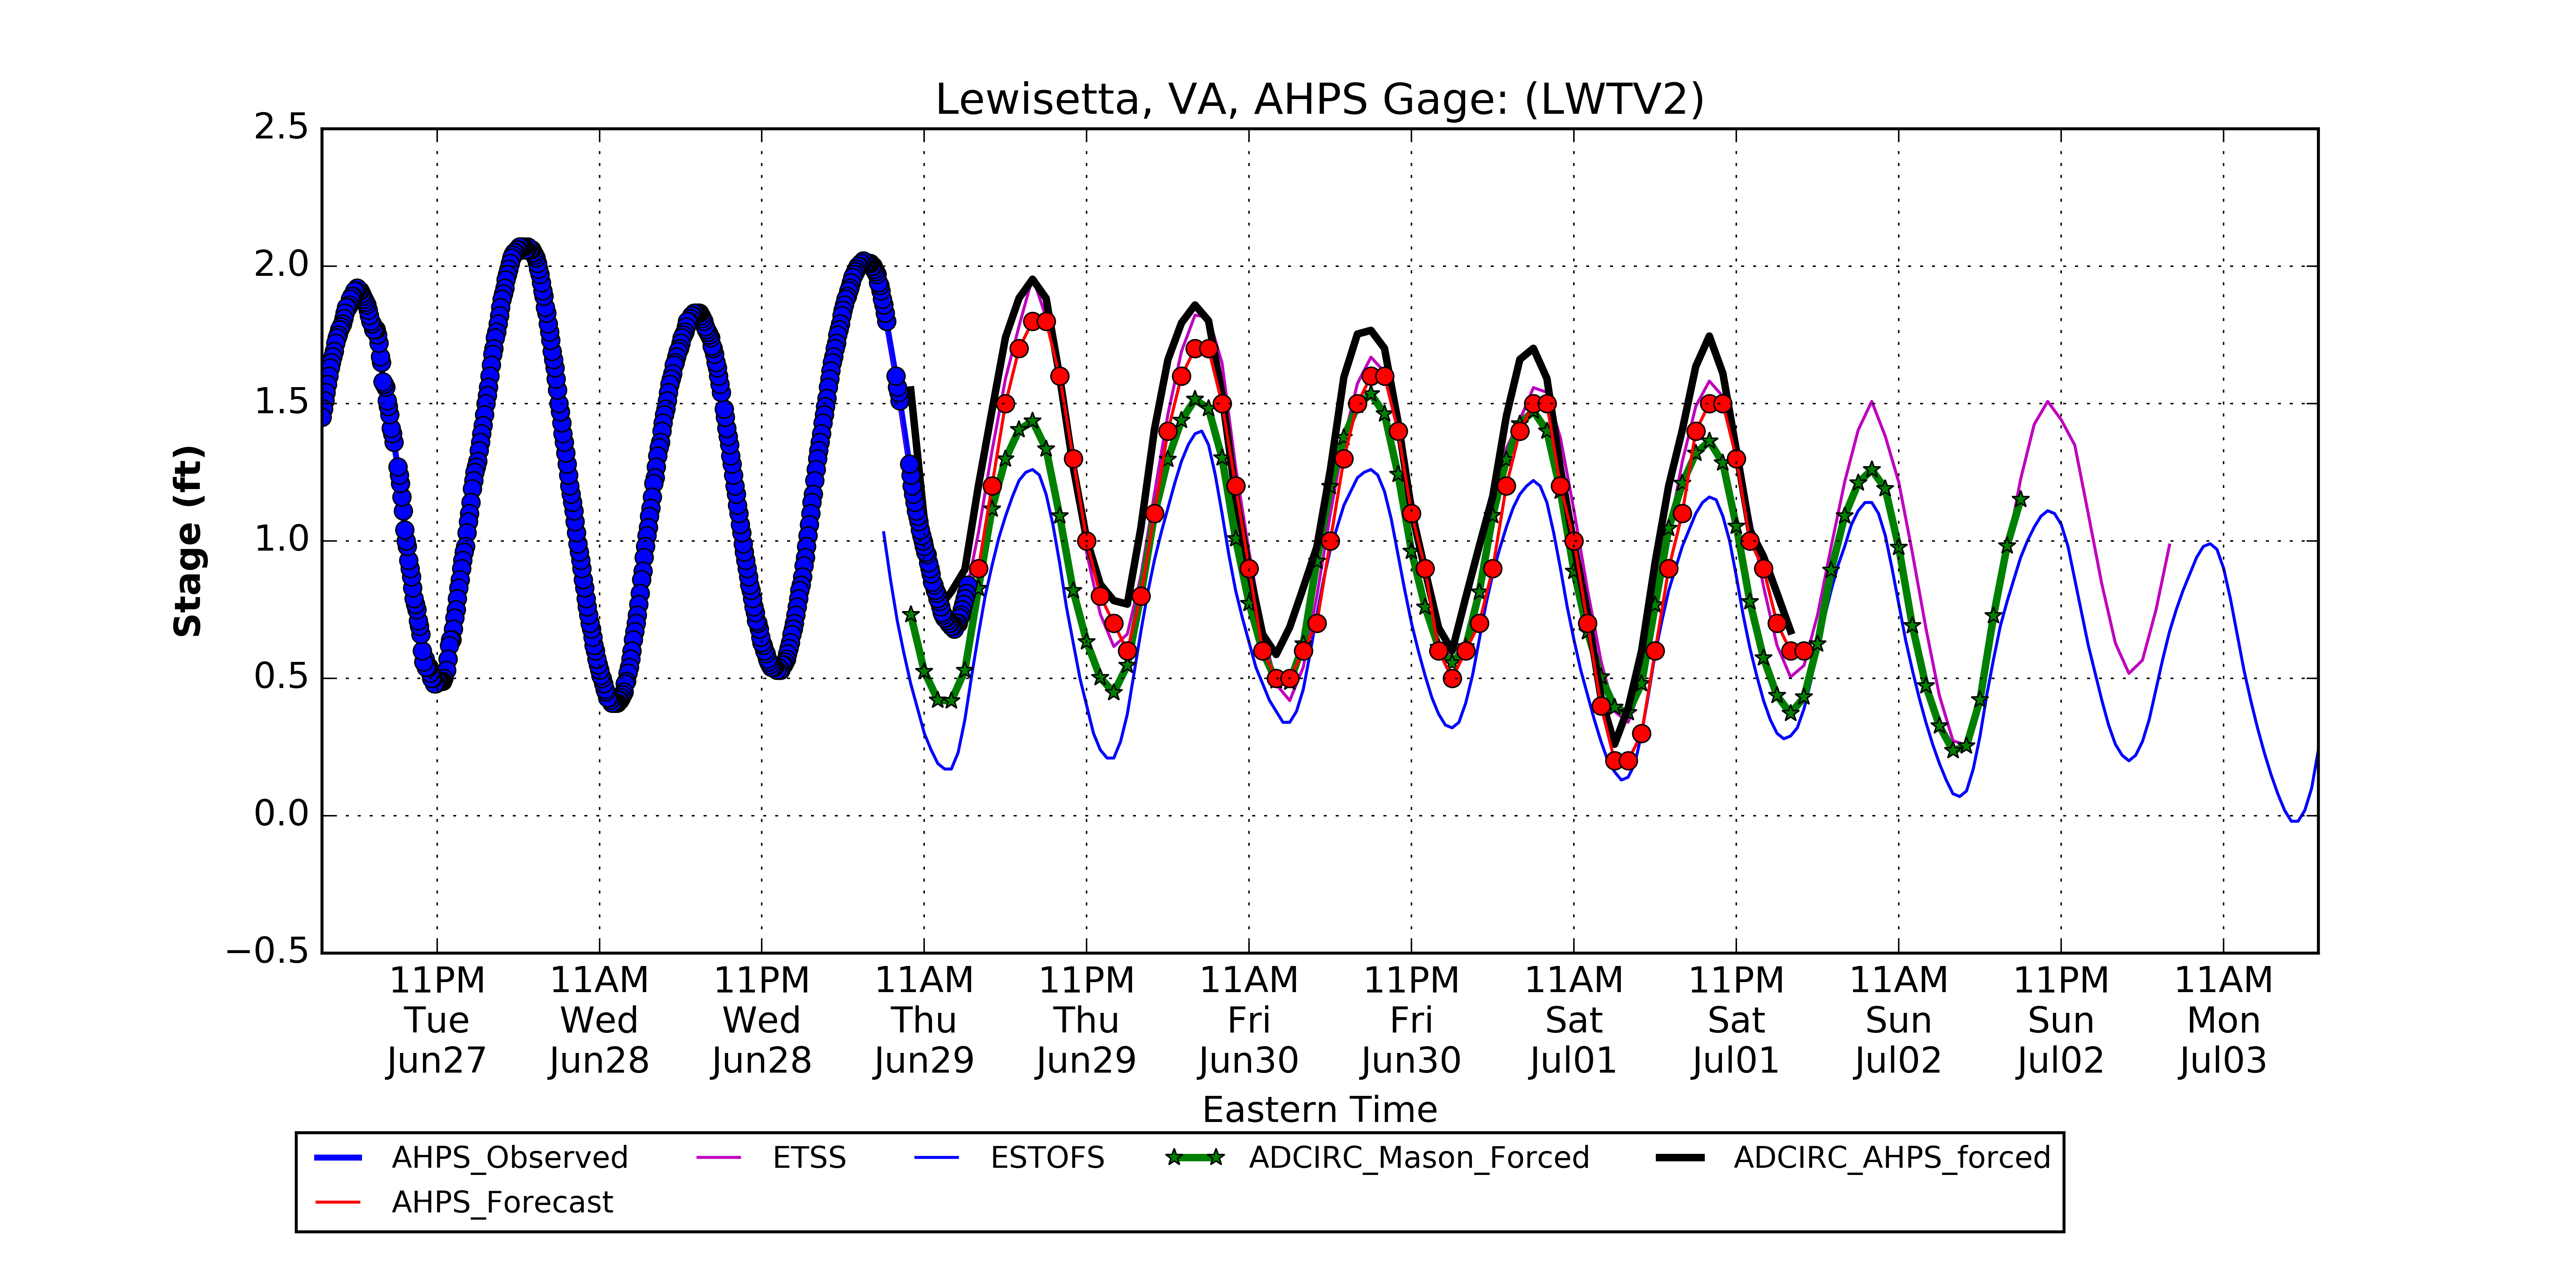 Lewisetta, VA, AHPS Gage: (LWTV2)
2.5
2.0
1.5
1.0
0.5
0.0
−0.5
Stage (ft)
11PM 11AM 11PM 11AM 11PM 11AM 11PM 11AM 11PM 11AM 11PM 11AM
Tue Wed Wed Thu Thu Fri Fri Sat Sat Sun Sun Mon
Jun27 Jun28 Jun28 Jun29 Jun29 Jun30 Jun30 Jul01 Jul01 Jul02 Jul02 Jul03
Eastern Time
AHPS_Observed ETSS ESTOFS ADCIRC_Mason_Forced ADCIRC_AHPS_forced
AHPS_Forecast